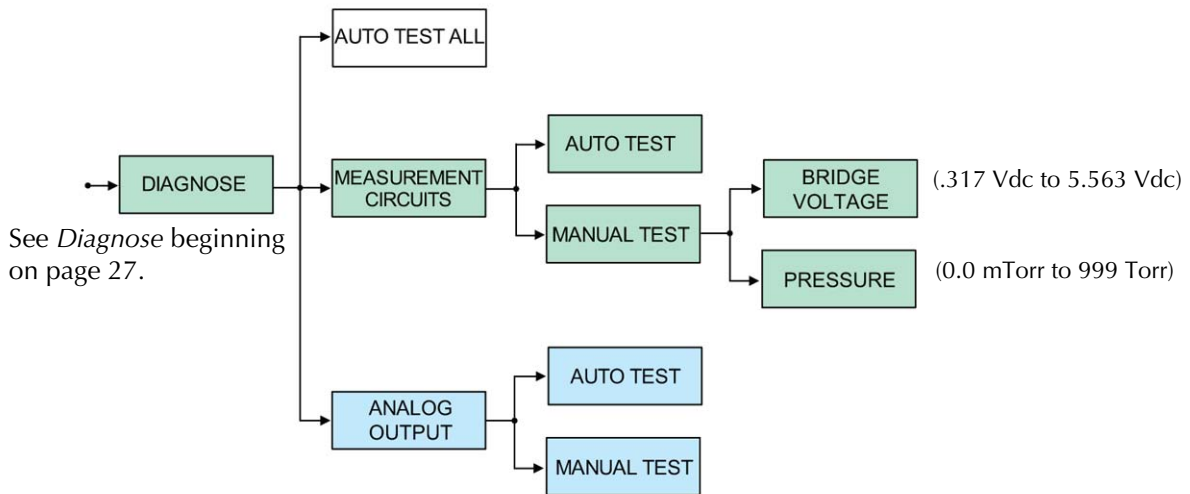 AUTO TEST ALL
DIAGNOSE
See Diagnose beginning
on page 27.
MEASUREMENT
CIRCUITS
AUTO TEST
MANUAL TEST
BRIDGE
VOLTAGE
(.317 Vdc to 5.563 Vdc)
PRESSURE
(0.0 mTorr to 999 Torr)
ANALOG
OUTPUT
AUTO TEST
MANUAL TEST